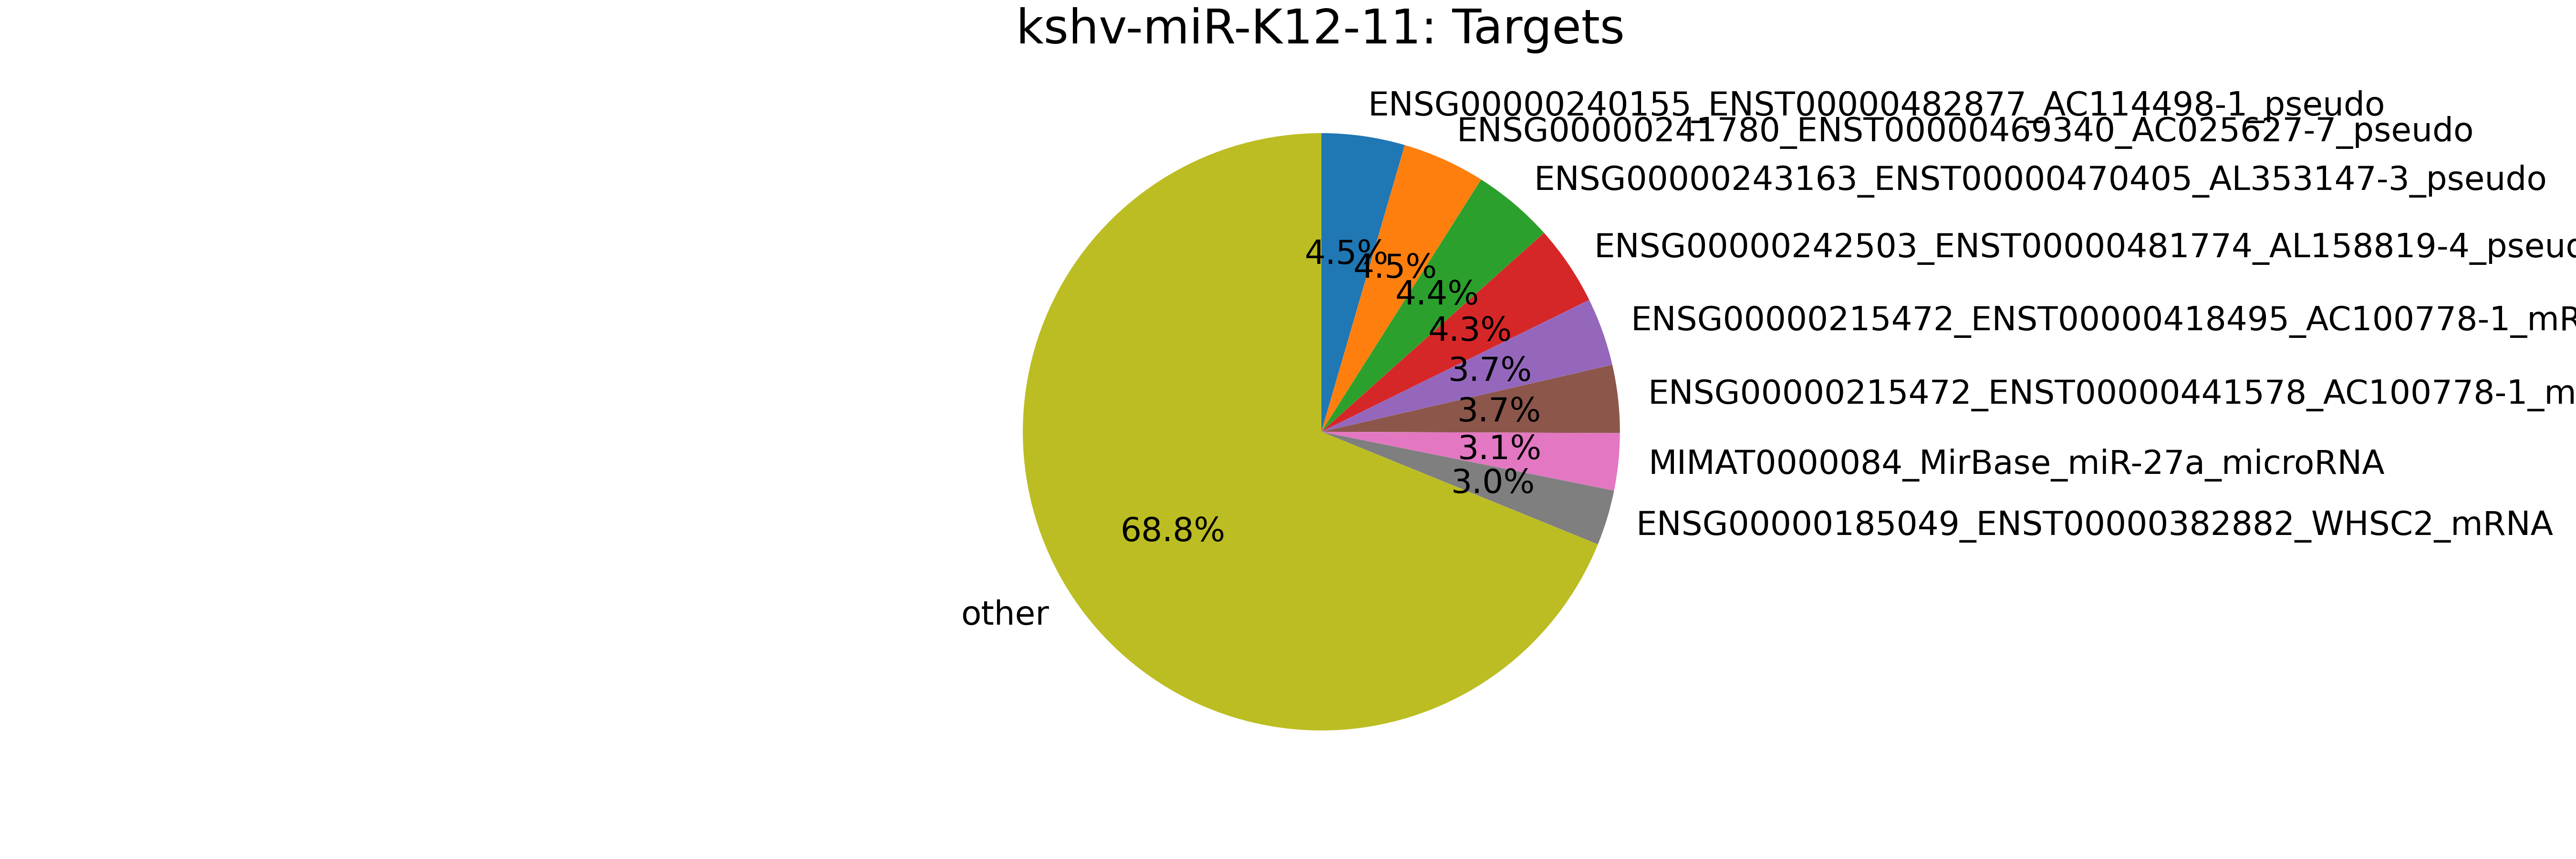 kshv-miR-K12-11: Targets
ENSG00000240155_ENST00000482877_AC114498-1_pseudo
ENSG00000241780_ENST00000469340_AC025627-7_pseudo
ENSG00000243163_ENST00000470405_AL353147-3_pseudo
ENSG00000242503_ENST00000481774_AL158819-4_pseu
ENSG00000215472_ENST00000418495_AC100778-1_mR
ENSG00000215472_ENST00000441578_AC100778-1_m
MIMAT0000084_MirBase_miR-27a_microRNA
ENSG00000185049_ENST00000382882_WHSC2_mRNA
other
4.5%
4.5%
4.4%
4.3%
3.7%
3.7%
3.1%
3.0%
68.8%